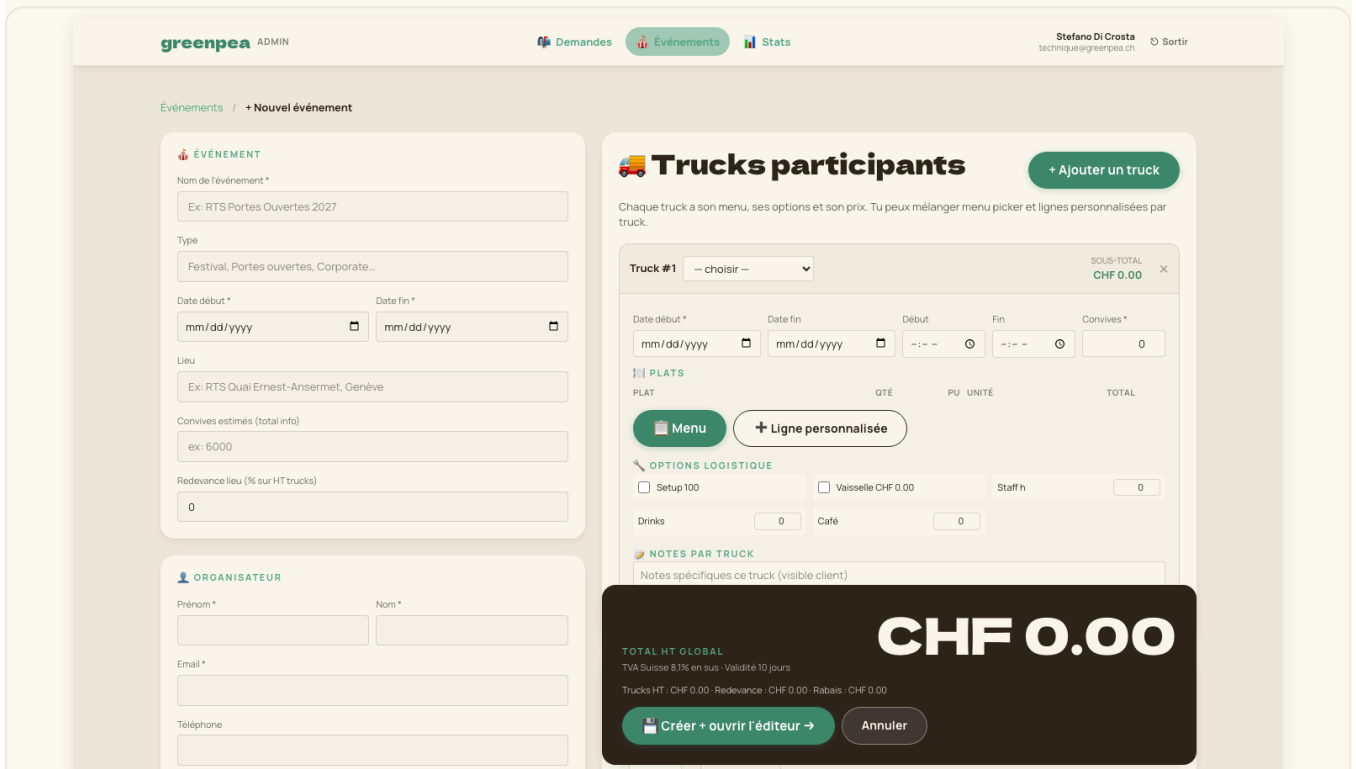 greenpea ADMIN
Demandes
Événements
Stats
Stefano Di Crosta
technique@greenpea.ch
Sortir
Événements / + Nouvel événement
ÉVÉNEMENT
Nom de l'événement *
Ex: RTS Portes Ouvertes 2027
Type
Festival, Portes ouvertes, Corporate…
Date début * Date fin *
mm/dd/yyyy mm/dd/yyyy
Lieu
Ex: RTS Quai Ernest-Ansermet, Genève
Convives estimés (total info)
ex: 6000
Redevance lieu (% sur HT trucks)
0
ORGANISATEUR
Prénom * Nom *
Email *
Téléphone
Trucks participants
+ Ajouter un truck
Chaque truck a son menu, ses options et son prix. Tu peux mélanger menu picker et lignes personnalisées par
truck.
Truck #1 — choisir —
SOUS-TOTAL
CHF 0.00 ×
Date début * Date fin Début Fin Convives *
mm/dd/yyyy mm/dd/yyyy --:-- -- --:-- -- 0
PLATS
PLAT QTÉ PU UNITÉ TOTAL
Menu + Ligne personnalisée
OPTIONS LOGISTIQUE
Setup 100 Vaisselle CHF 0.00 Staff h 0
Drinks 0 Café 0
NOTES PAR TRUCK
Notes spécifiques ce truck (visible client)
CHF 0.00
TOTAL HT GLOBAL
TVA Suisse 8.1% en sus · Validité 10 jours
Trucks HT : CHF 0.00 · Redevance : CHF 0.00 · Rabais : CHF 0.00
Créer + ouvrir l'éditeur → Annuler